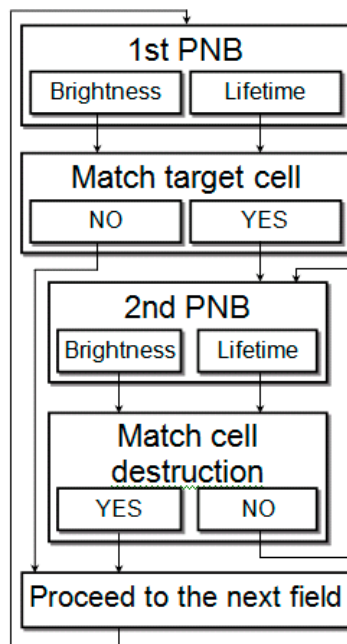 1st PNB
Brightness Lifetime
Match target cell
NO YES
2nd PNB
Brightness Lifetime
Match cell
destruction
YES NO
Proceed to the next field